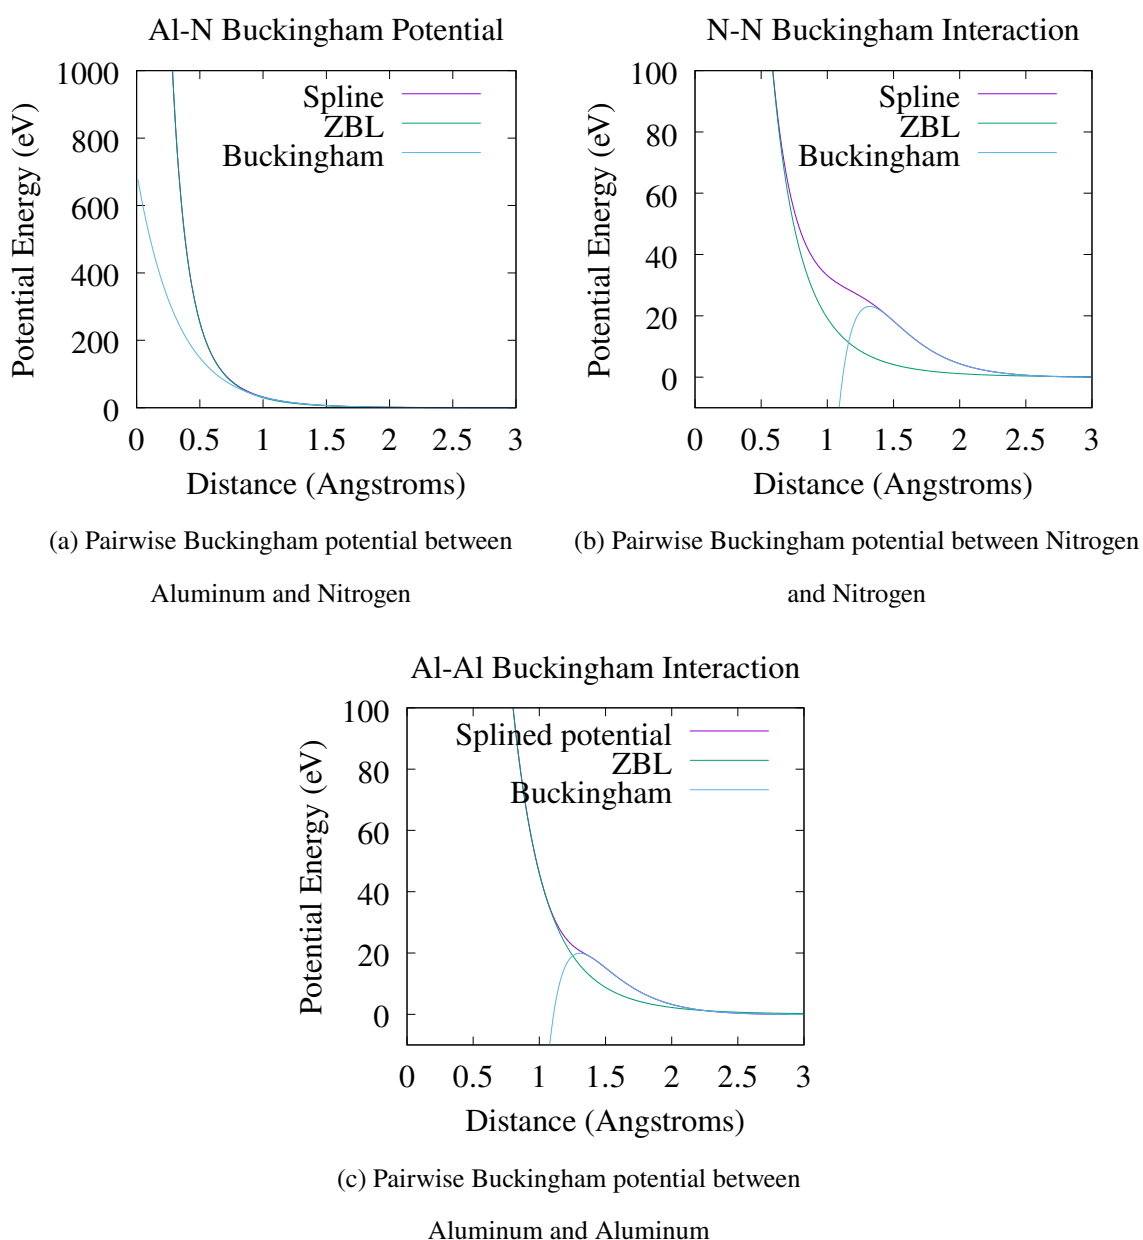 Al-N Buckingham Potential
Potential Energy (eV)
1000
800
600
400
200
0
Spline
ZBL
Buckingham
0 0.5 1 1.5 2 2.5 3
Distance (Angstroms)
(a) Pairwise Buckingham potential between
Aluminum and Nitrogen
N-N Buckingham Interaction
Potential Energy (eV)
100
80
60
40
20
0
Spline
ZBL
Buckingham
0 0.5 1 1.5 2 2.5 3
Distance (Angstroms)
(b) Pairwise Buckingham potential between Nitrogen
and Nitrogen
Al-Al Buckingham Interaction
Potential Energy (eV)
100
80
60
40
20
0
Splined potential
ZBL
Buckingham
0 0.5 1 1.5 2 2.5 3
Distance (Angstroms)
(c) Pairwise Buckingham potential between
Aluminum and Aluminum